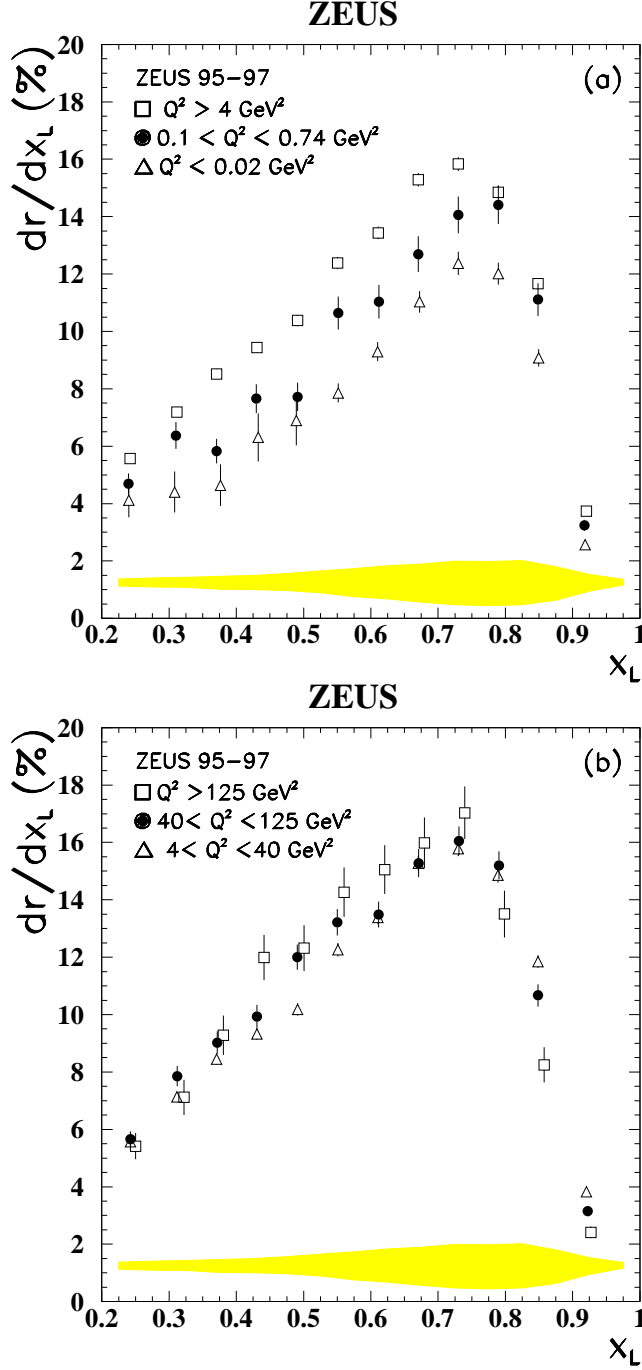 ZEUS
dr/dx_L (%)
20
18
16
14
12
10
8
6
4
2
0
ZEUS 95-97
Q² > 4 GeV²
0.1 < Q² < 0.74 GeV²
Q² < 0.02 GeV²
(a)
0.2 0.3 0.4 0.5 0.6 0.7 0.8 0.9 1
x_L
ZEUS
dr/dx_L (%)
20
18
16
14
12
10
8
6
4
2
0
ZEUS 95-97
Q² >125 GeV²
40< Q² <125 GeV²
4< Q² <40 GeV²
(b)
0.2 0.3 0.4 0.5 0.6 0.7 0.8 0.9 1
x_L